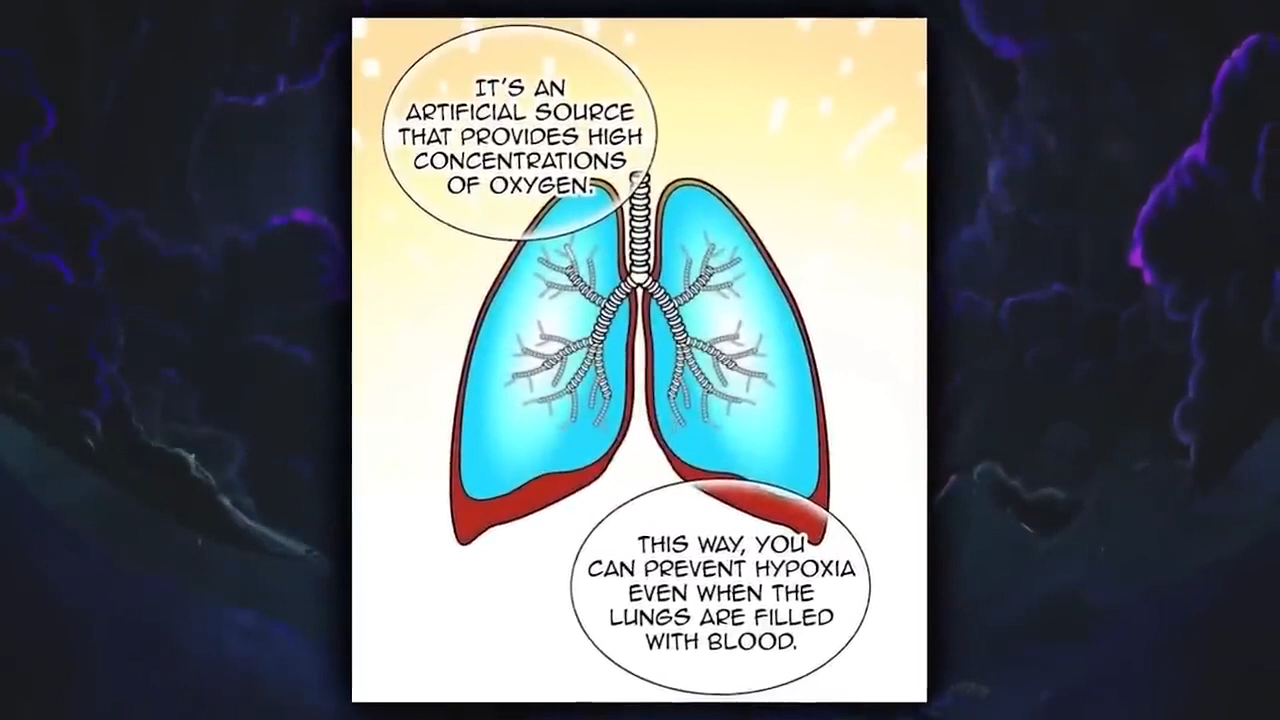 IT'S AN
ARTIFICIAL SOURCE
THAT PROVIDES HIGH
CONCENTRATIONS
OF OXYGEN.
THIS WAY, YOU
CAN PREVENT HYPOXIA
EVEN WHEN THE
LUNGS ARE FILLED
WITH BLOOD.